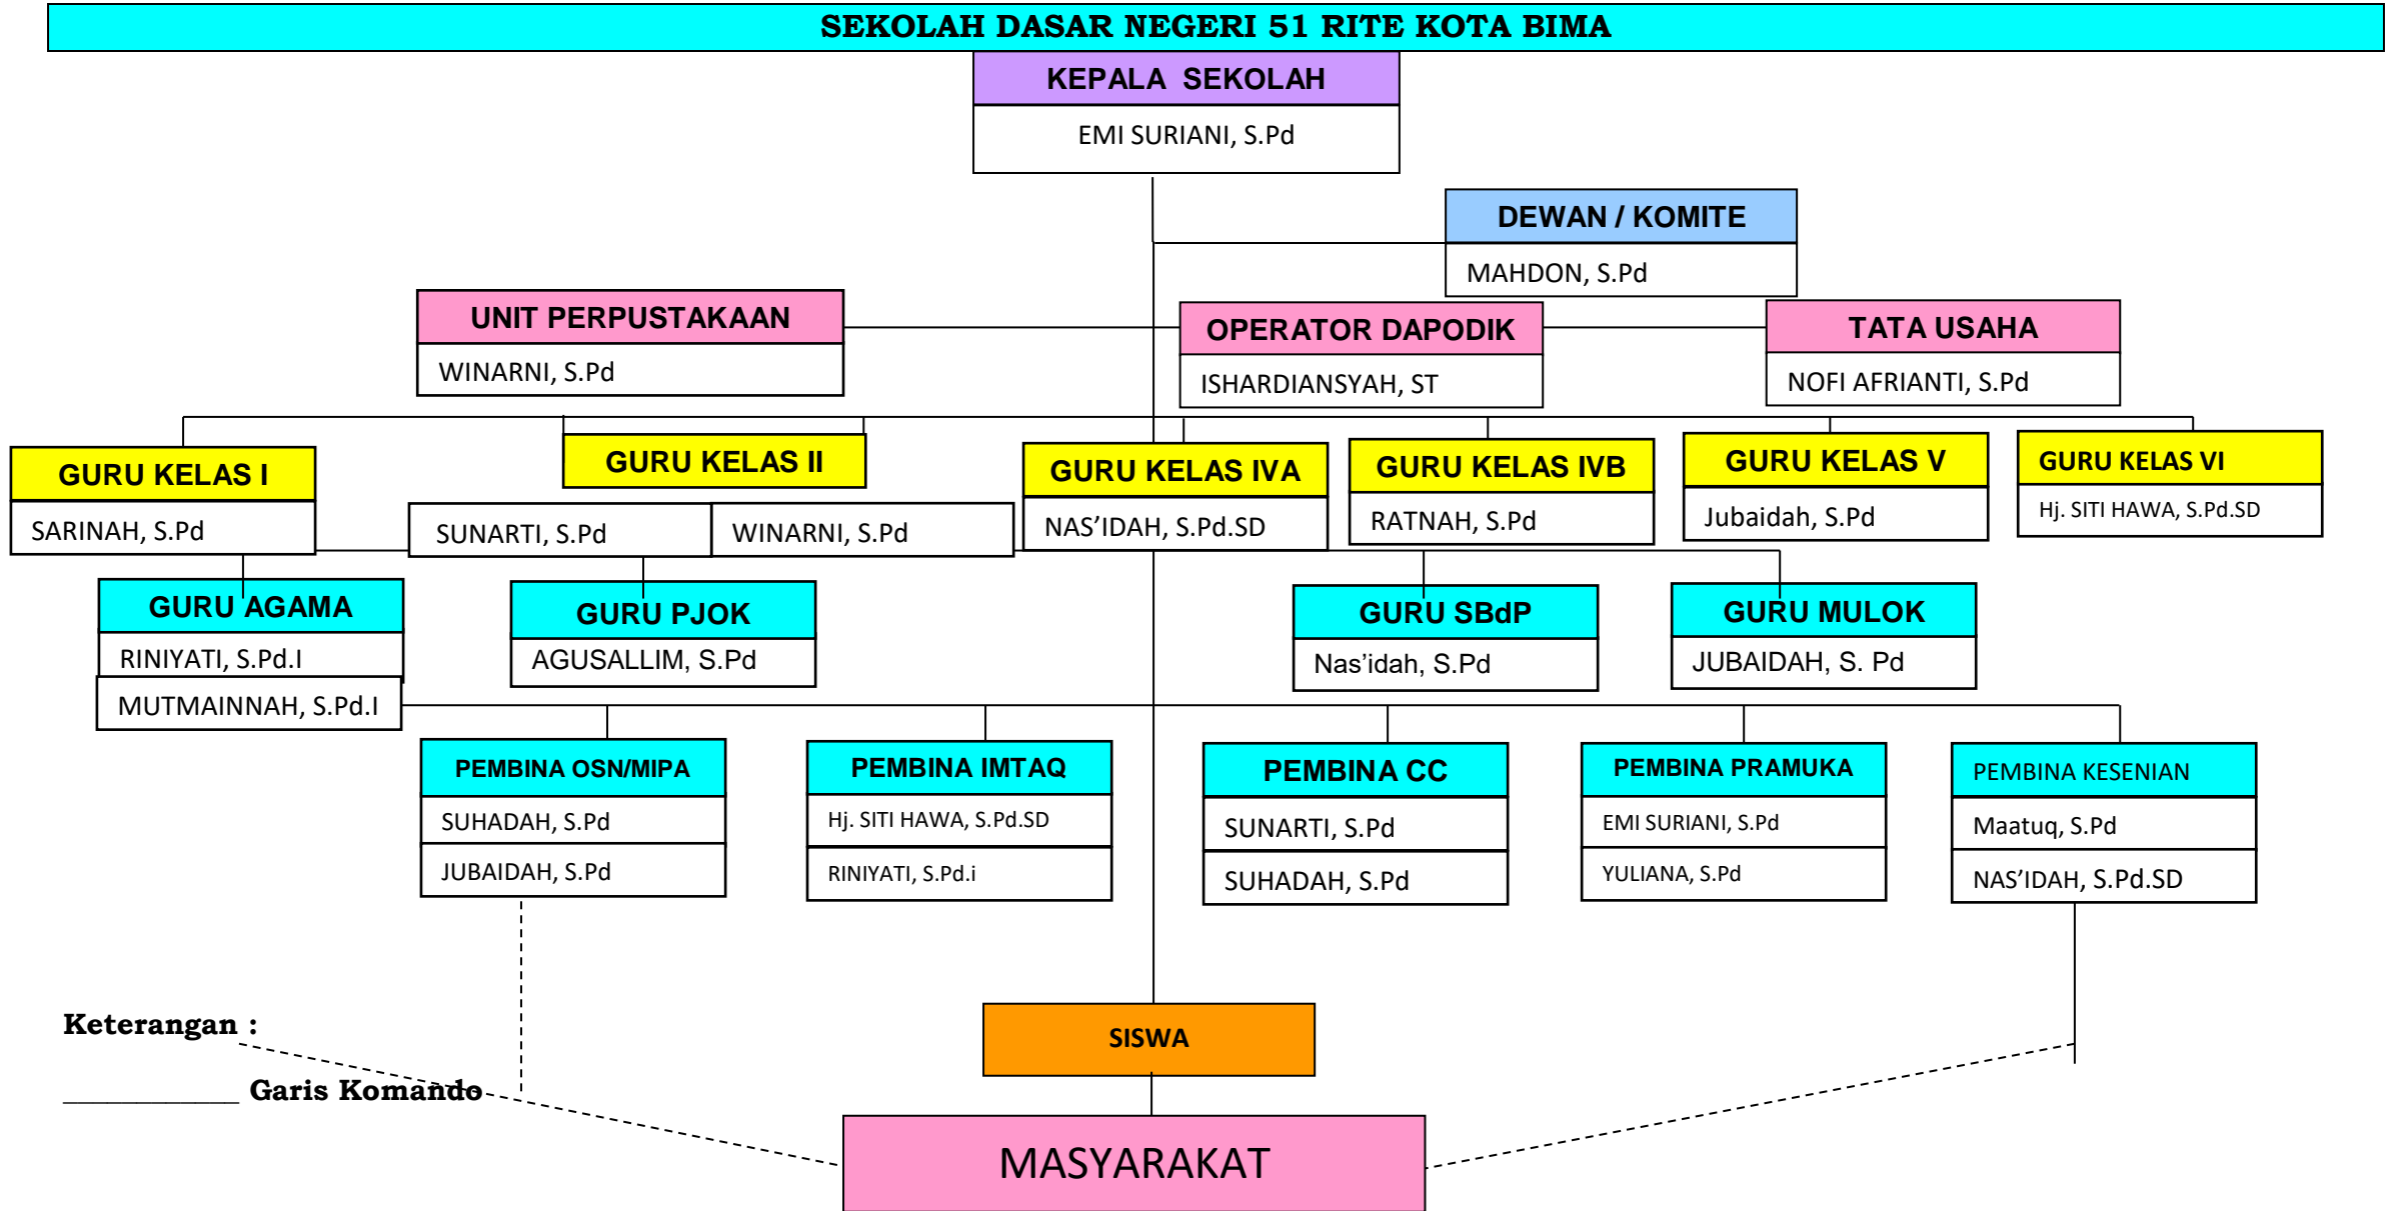 SEKOLAH DASAR NEGERI 51 RITE KOTA BIMA
KEPALA SEKOLAH
EMI SURIANI, S.Pd
DEWAN / KOMITE
MAHDON, S.Pd
UNIT PERPUSTAKAAN
WINARNI, S.Pd
OPERATOR DAPODIK
ISHARDIANSYAH, ST
TATA USAHA
NOFI AFRIANTI, S.Pd
GURU KELAS I
SARINAH, S.Pd
GURU KELAS II
SUNARTI, S.Pd
WINARNI, S.Pd
GURU KELAS IVA
NAS’IDAH, S.Pd.SD
GURU KELAS IVB
RATNAH, S.Pd
GURU KELAS V
Jubaidah, S.Pd
GURU KELAS VI
Hj. SITI HAWA, S.Pd.SD
GURU AGAMA
RINIYATI, S.Pd.I
MUTMAINNAH, S.Pd.I
GURU PJOK
AGUSALLIM, S.Pd
GURU SBdP
Nas’idah, S.Pd
GURU MULOK
JUBAIDAH, S. Pd
PEMBINA OSN/MIPA
SUHADAH, S.Pd
JUBAIDAH, S.Pd
PEMBINA IMTAQ
Hj. SITI HAWA, S.Pd.SD
RINIYATI, S.Pd.i
PEMBINA CC
SUNARTI, S.Pd
SUHADAH, S.Pd
PEMBINA PRAMUKA
EMI SURIANI, S.Pd
YULIANA, S.Pd
PEMBINA KESENIAN
Maatuq, S.Pd
NAS’IDAH, S.Pd.SD
Keterangan :
____________ Garis Komando
SISWA
MASYARAKAT